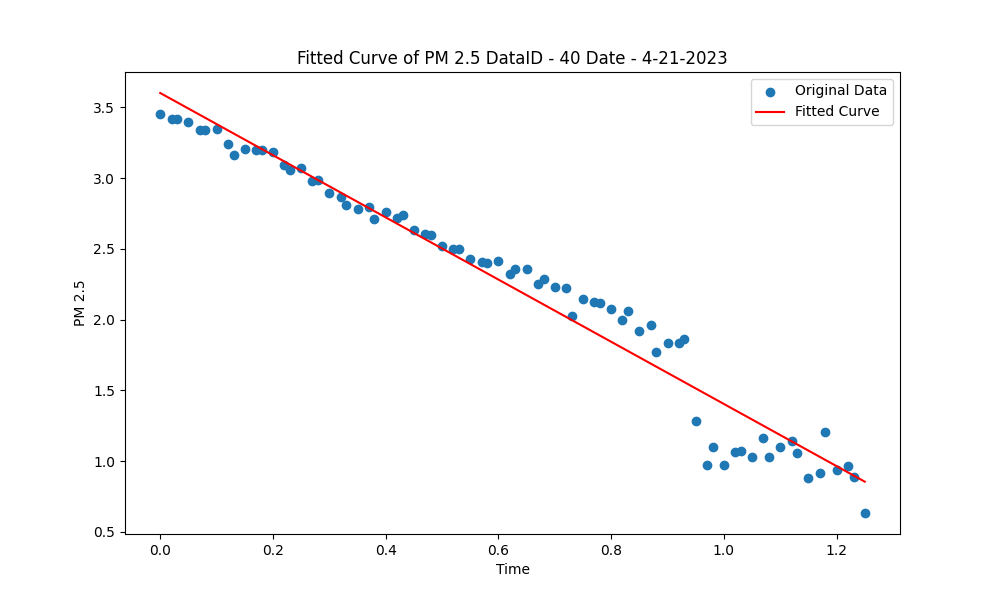 Fitted Curve of PM 2.5 DataID - 40 Date - 4-21-2023
Original Data
Fitted Curve
3.5
3.0
2.5
2.0
1.5
1.0
0.5
PM 2.5
0.0 0.2 0.4 0.6 0.8 1.0 1.2
Time